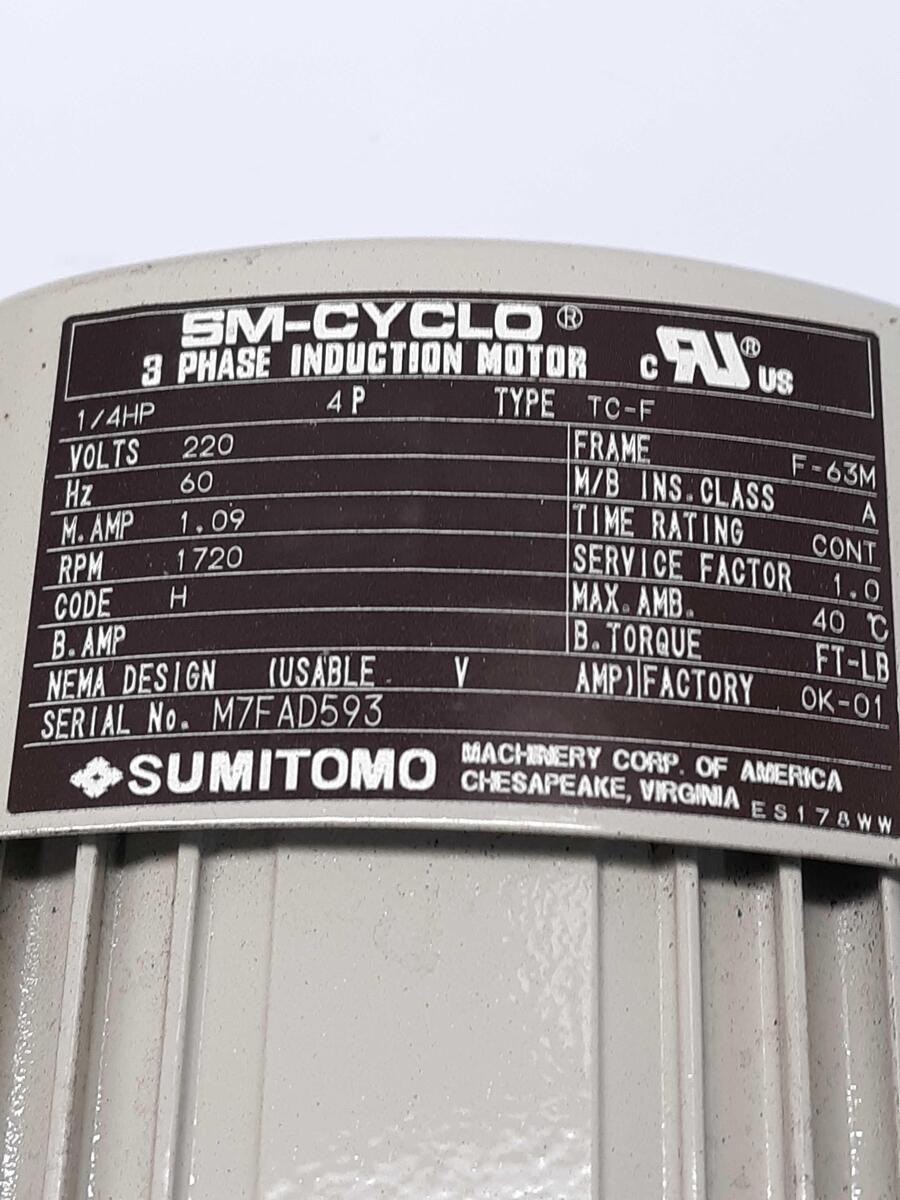 SM-CYCLO®
3 PHASE INDUCTION MOTOR
c RU® US
1/4HP 4P TYPE TC-F
VOLTS 220 FRAME F-63M
Hz 60 M/B INS.CLASS A
M.AMP 1.09 TIME RATING CONT
RPM 1720 SERVICE FACTOR 1.0
CODE H MAX.AMB. 40 ℃
B.AMP B.TORQUE FT-LB
NEMA DESIGN (USABLE V AMP) FACTORY OK-01
SERIAL No. M7FAD593
SUMITOMO MACHINERY CORP. OF AMERICA
CHESAPEAKE, VIRGINIA ES178WW